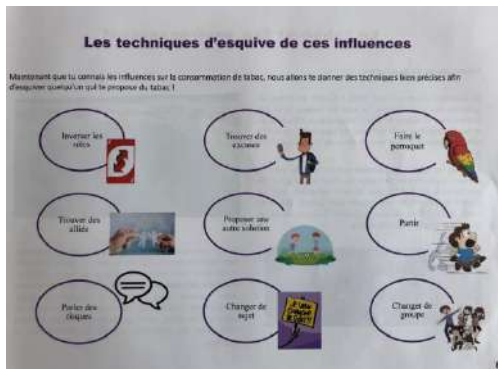 Les techniques d'esquive de ces influences
Maintenant que tu connais les influences sur la consommation de tabac, nous allons te donner des techniques bien précises afin
d'esquiver quelqu'un qui te propose du tabac !
Inverser les
rôles
Trouver des
excuses
Faire le
perroquet
Trouver des
alliés
Proposer une
autre solution
Partir
Parler des
risques
Changer de
sujet
Changer de
groupe